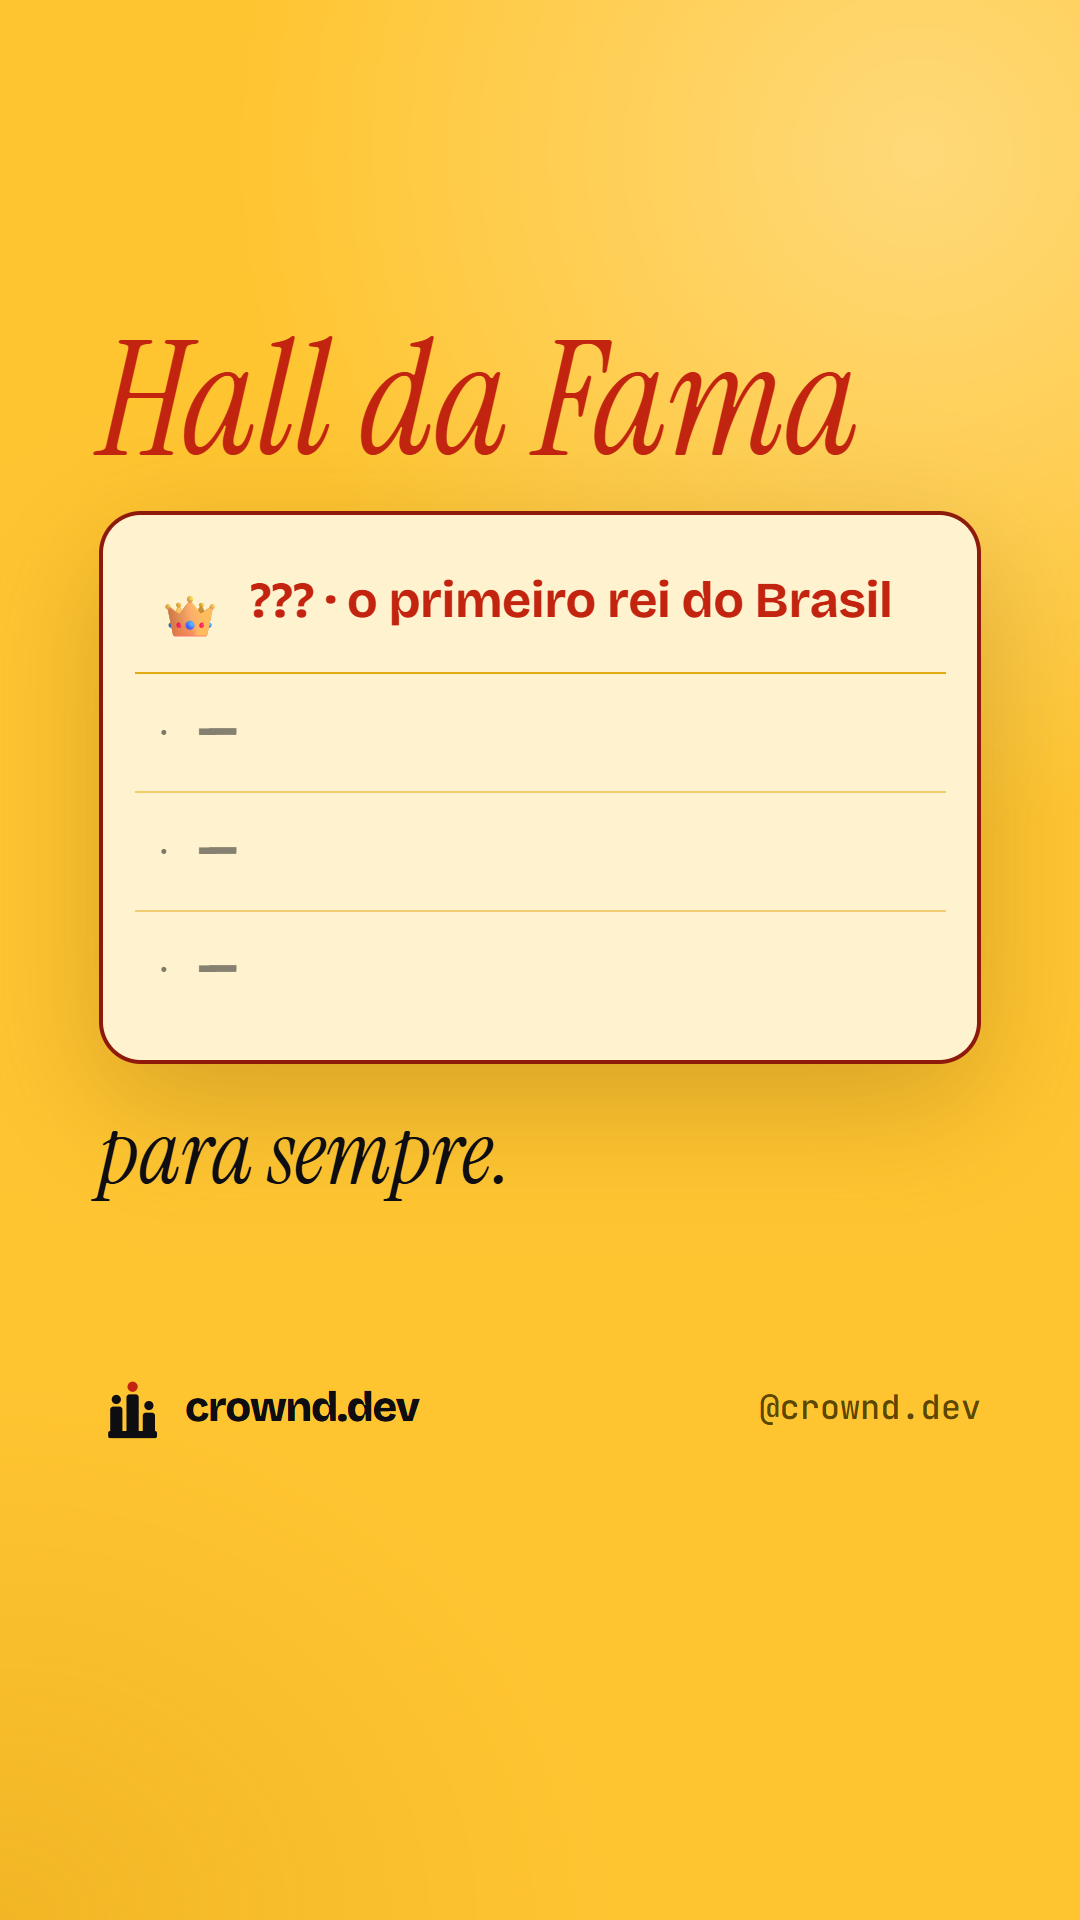 Hall da Fama
??? · o primeiro rei do Brasil
· —
· —
· —
para sempre.
crownd.dev
@crownd.dev